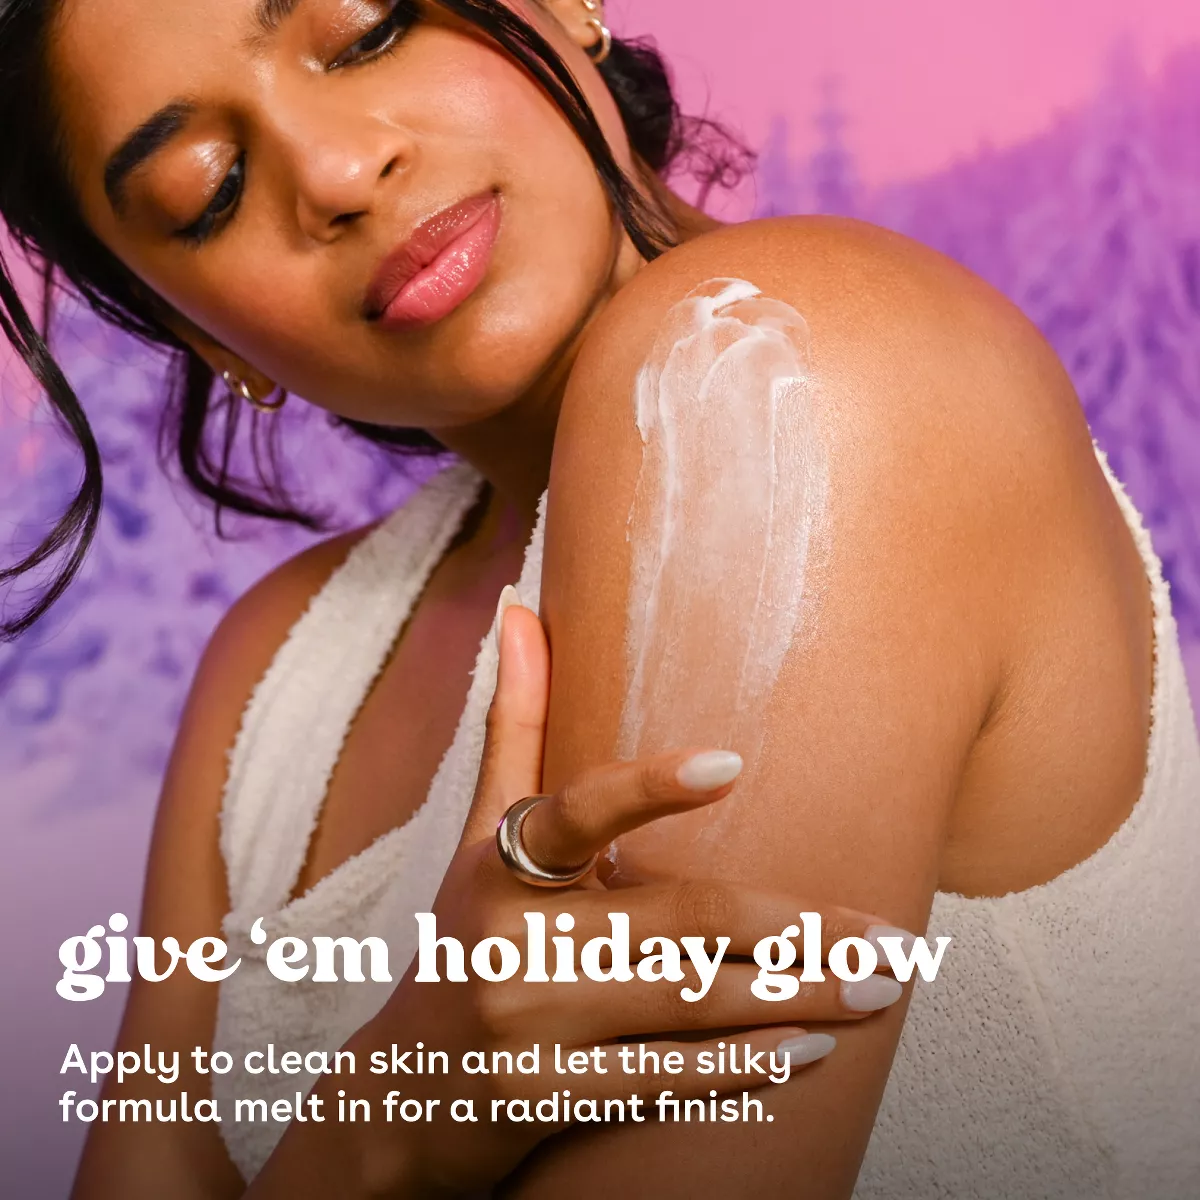 give ‘em holiday glow
Apply to clean skin and let the silky
formula melt in for a radiant finish.